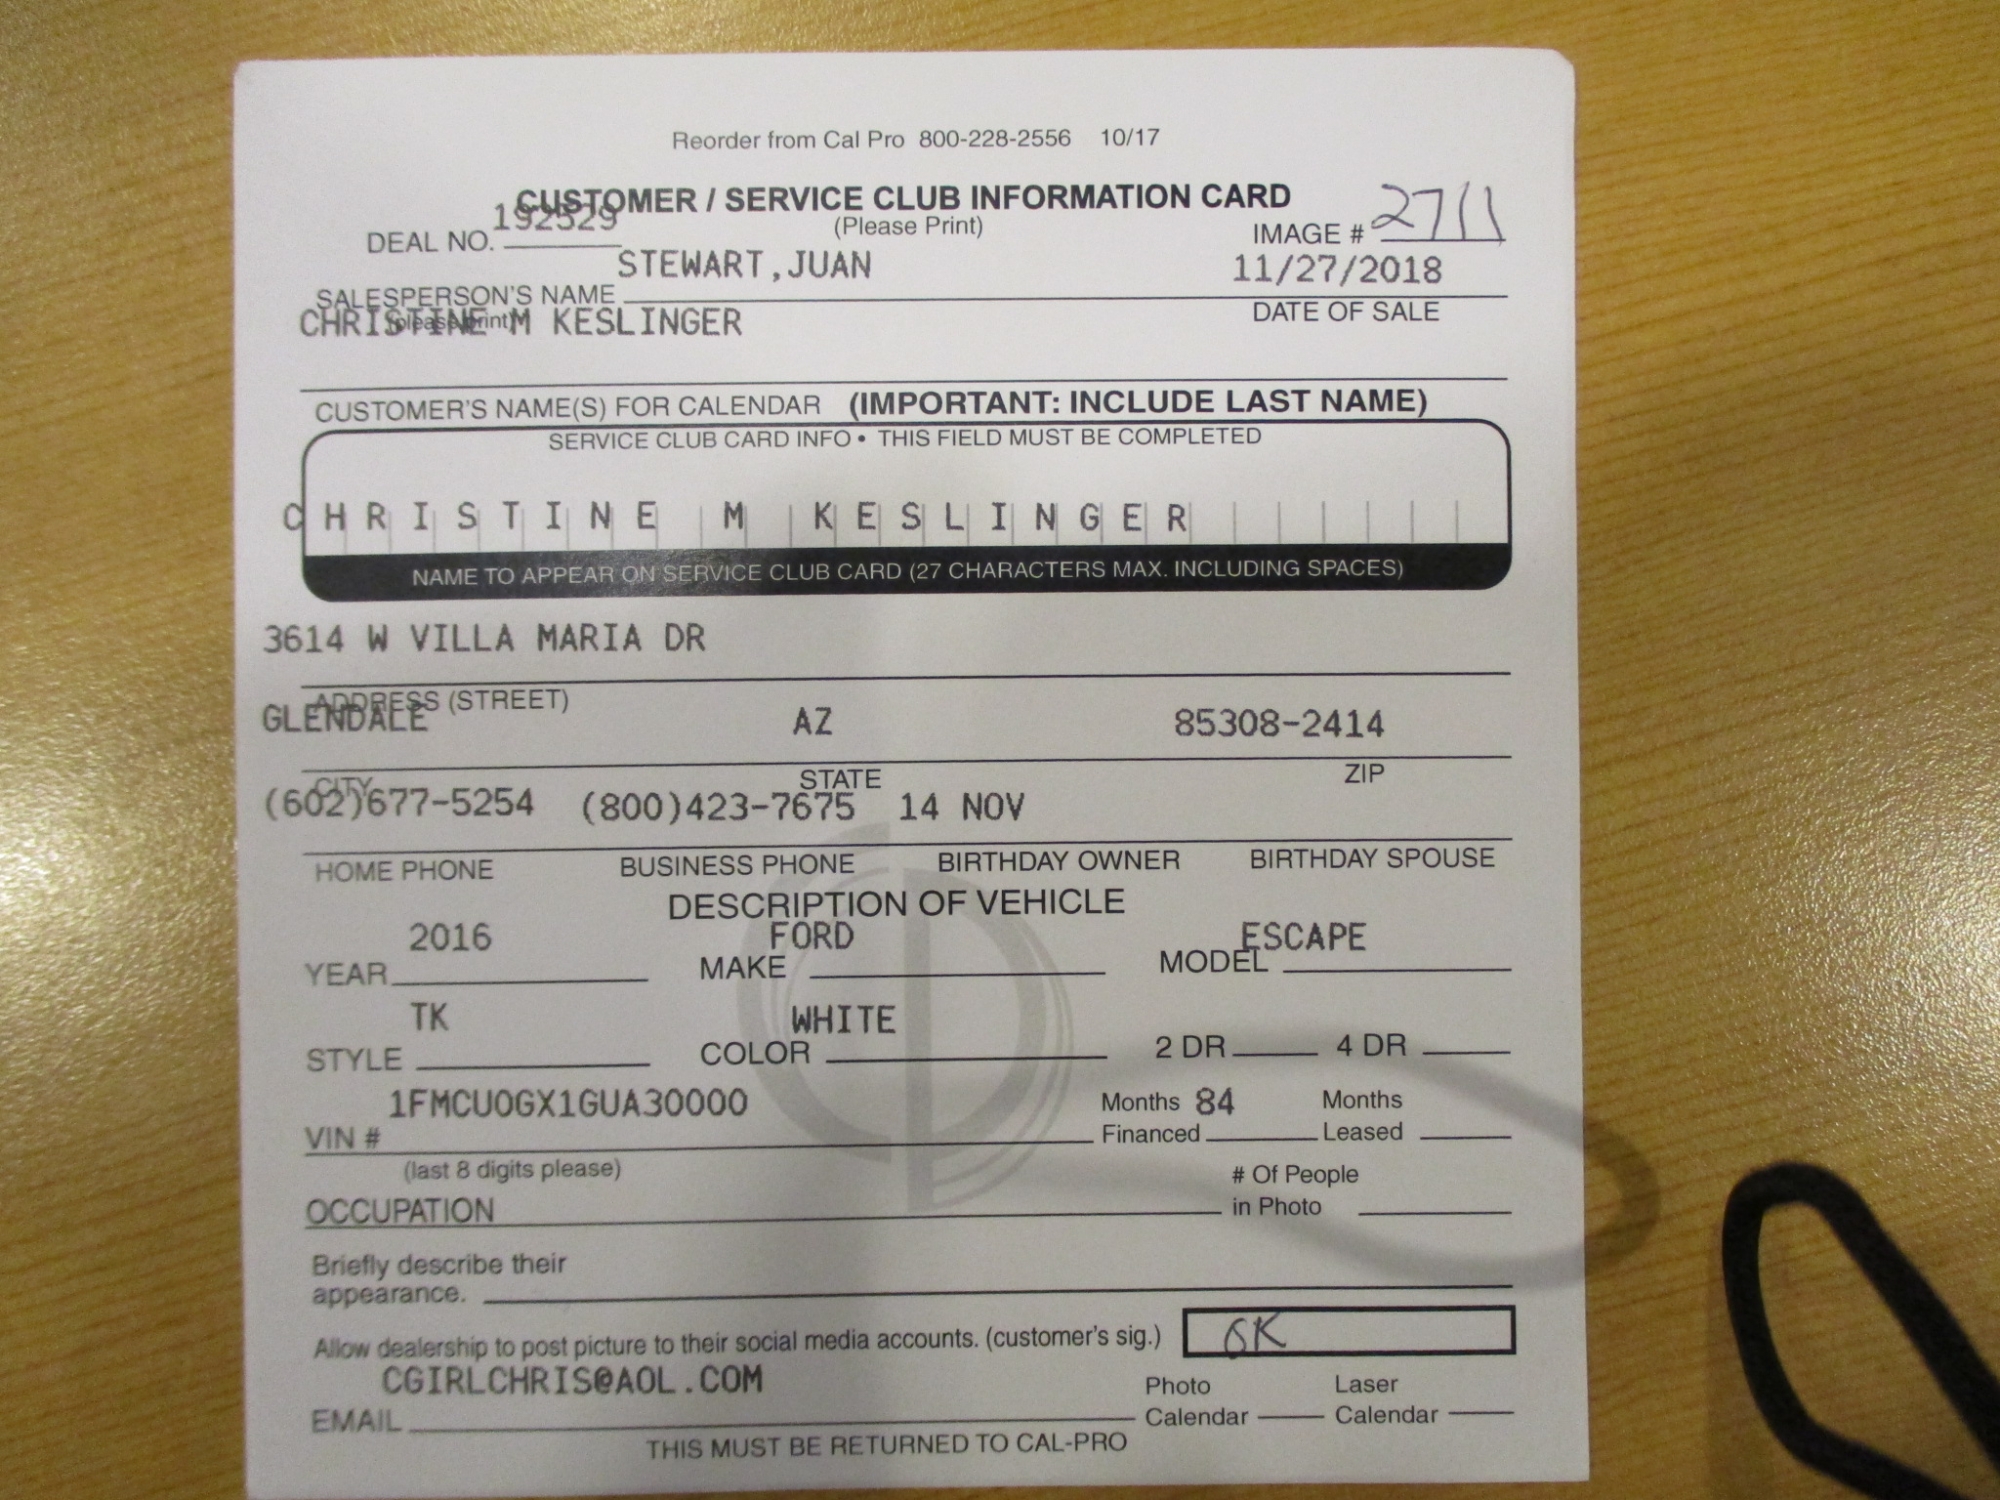 Reorder from Cal Pro 800-228-2556 10/17
CUSTOMER / SERVICE CLUB INFORMATION CARD
(Please Print)
DEAL NO. 192529
IMAGE # 2711
STEWART,JUAN 11/27/2018
SALESPERSON'S NAME DATE OF SALE
(please print)
CHRISTINE M KESLINGER
CUSTOMER'S NAME(S) FOR CALENDAR (IMPORTANT: INCLUDE LAST NAME)
SERVICE CLUB CARD INFO • THIS FIELD MUST BE COMPLETED
CHRISTINE M KESLINGER
NAME TO APPEAR ON SERVICE CLUB CARD (27 CHARACTERS MAX. INCLUDING SPACES)
3614 W VILLA MARIA DR
ADDRESS (STREET)
GLENDALE AZ 85308-2414
CITY STATE ZIP
(602)677-5254 (800)423-7675 14 NOV
HOME PHONE BUSINESS PHONE BIRTHDAY OWNER BIRTHDAY SPOUSE
DESCRIPTION OF VEHICLE
2016 FORD ESCAPE
YEAR MAKE MODEL
TK WHITE
STYLE COLOR 2 DR 4 DR
1FMCU0GX1GUA30000 Months 84 Months
VIN # Financed Leased
(last 8 digits please) # Of People
OCCUPATION in Photo
Briefly describe their
appearance.
Allow dealership to post picture to their social media accounts. (customer's sig.) OK
CGIRLCHRIS@AOL.COM Photo Laser
EMAIL Calendar Calendar
THIS MUST BE RETURNED TO CAL-PRO